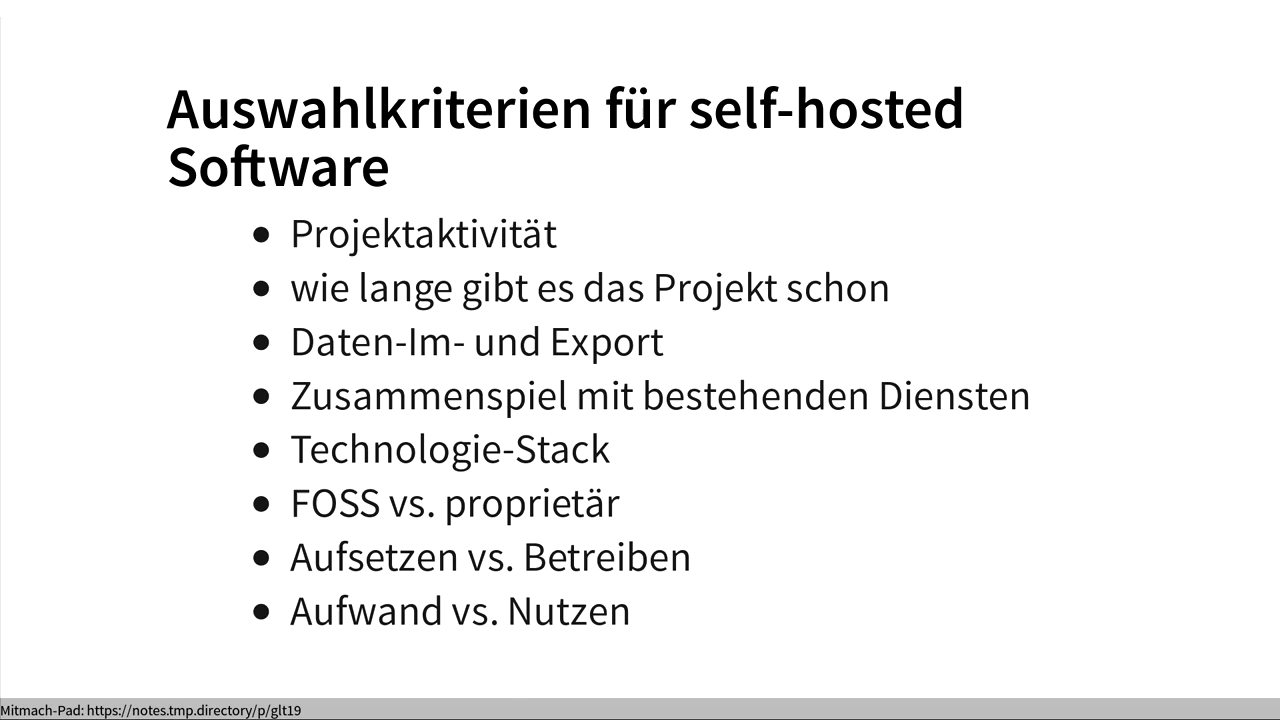 Auswahlkriterien für self-hosted
Software
• Projektaktivität
• wie lange gibt es das Projekt schon
• Daten-Im- und Export
• Zusammenspiel mit bestehenden Diensten
• Technologie-Stack
• FOSS vs. proprietär
• Aufsetzen vs. Betreiben
• Aufwand vs. Nutzen
Mitmach-Pad: https://notes.tmp.directory/p/glt19